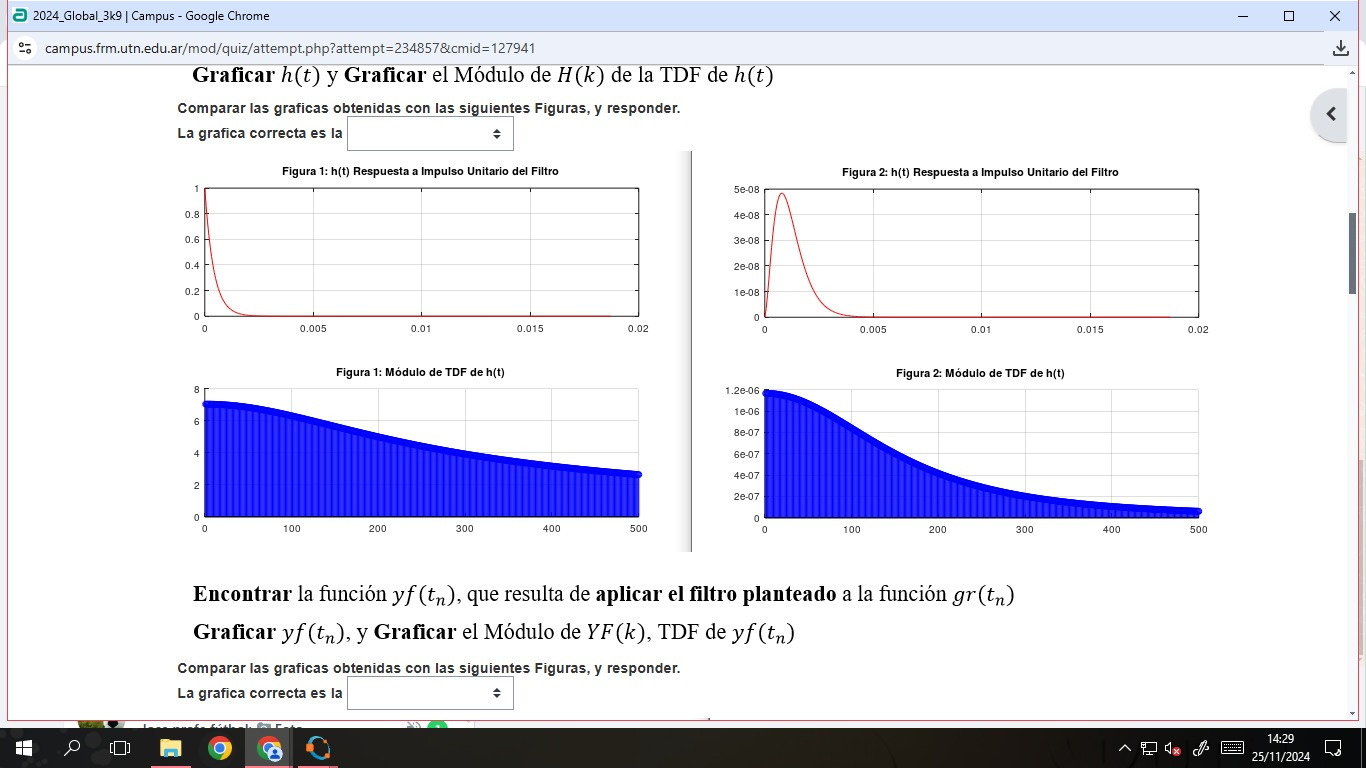 2024_Global_3k9 | Campus - Google Chrome
campus.frm.utn.edu.ar/mod/quiz/attempt.php?attempt=234857&cmid=127941
Graficar h(t) y Graficar el Módulo de H(k) de la TDF de h(t)
Comparar las graficas obtenidas con las siguientes Figuras, y responder.
La grafica correcta es la
Figura 1: h(t) Respuesta a Impulso Unitario del Filtro
1
0.8
0.6
0.4
0.2
0
0 0.005 0.01 0.015 0.02
Figura 2: h(t) Respuesta a Impulso Unitario del Filtro
5e-08
4e-08
3e-08
2e-08
1e-08
0
0 0.005 0.01 0.015 0.02
Figura 1: Módulo de TDF de h(t)
8
6
4
2
0
0 100 200 300 400 500
Figura 2: Módulo de TDF de h(t)
1.2e-06
1e-06
8e-07
6e-07
4e-07
2e-07
0
0 100 200 300 400 500
Encontrar la función yf(tₙ), que resulta de aplicar el filtro planteado a la función gr(tₙ)
Graficar yf(tₙ), y Graficar el Módulo de YF(k), TDF de yf(tₙ)
Comparar las graficas obtenidas con las siguientes Figuras, y responder.
La grafica correcta es la
14:29
25/11/2024